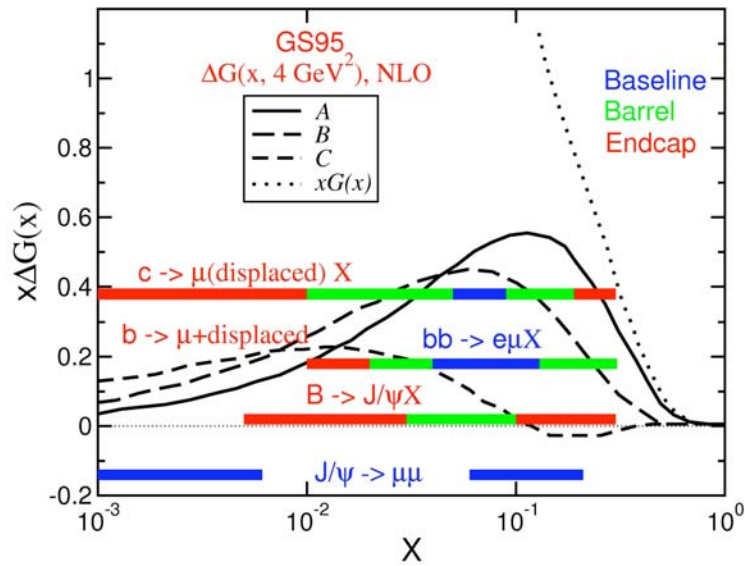 GS95
ΔG(x, 4 GeV²), NLO
A
B
C
xG(x)
Baseline
Barrel
Endcap
c -> μ(displaced) X
b -> μ+displaced
bb -> eμX
B -> J/ψX
J/ψ -> μμ
1
0.8
0.6
0.4
0.2
0
-0.2
xΔG(x)
10⁻³
10⁻²
10⁻¹
10⁰
X